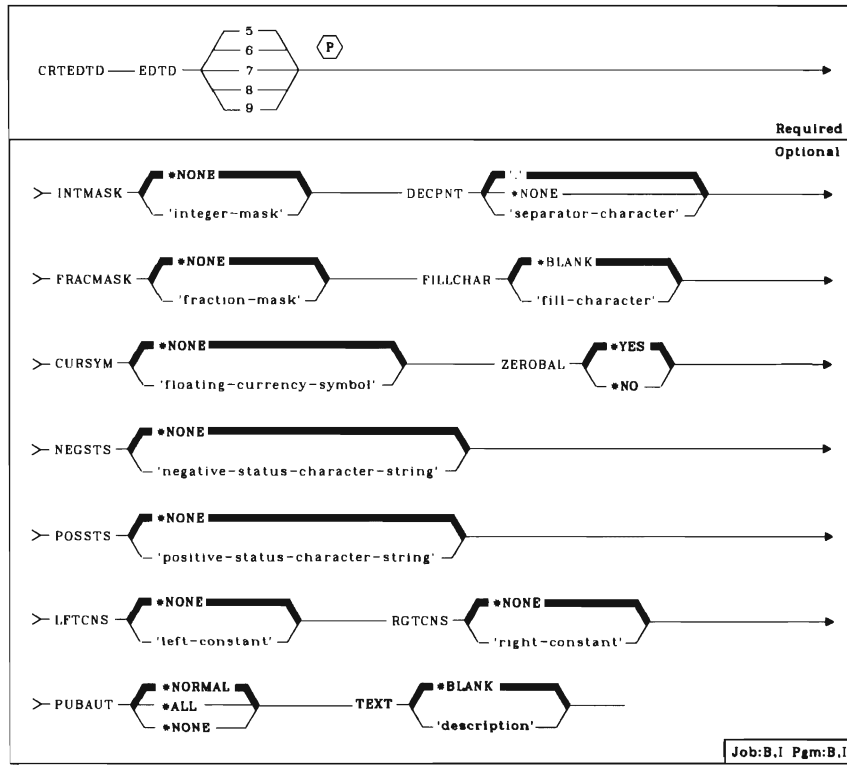 5
6
P
CRTEDTD EDTD 7
8
9
Required
Optional
*NONE '.'
INTMASK DECPNT *NONE
'integer-mask' 'separator-character'
*NONE *BLANK
FRACMASK FILLCHAR
'fraction-mask' 'fill-character'
*NONE *YES
CURSYM ZEROBAL
'floating-currency-symbol' *NO
*NONE
NEGSTS
'negative-status-character-string'
*NONE
POSSTS
'positive-status-character-string'
*NONE *NONE
LFTCNS RGTCNS
'left-constant' 'right-constant'
*NORMAL *BLANK
PUBAUT *ALL TEXT
*NONE 'description'
Job:B,I Pgm:B,I